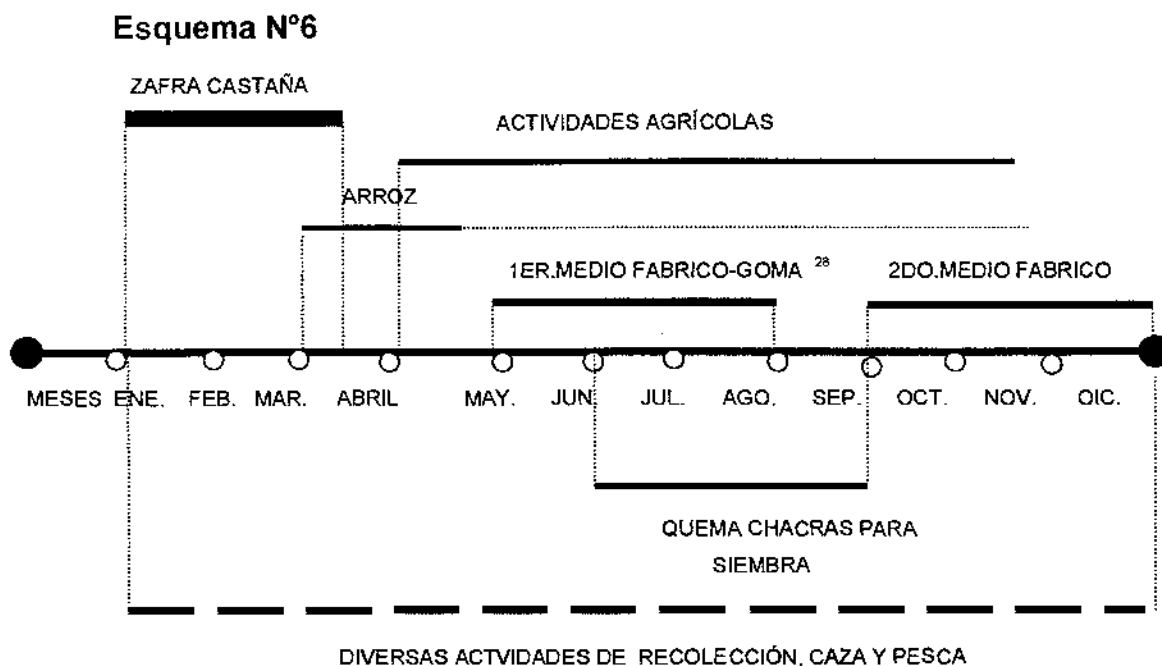 Esquema N°6
ZAFRA CASTAÑA
ACTIVIDADES AGRÍCOLAS
ARROZ
1ER.MEDIO FABRICO-GOMA 28
2DO.MEDIO FABRICO
MESES ENE. FEB. MAR. ABRIL MAY. JUN JUL. AGO. SEP. OCT. NOV. DIC.
QUEMA CHACRAS PARA
SIEMBRA
DIVERSAS ACTVIDADES DE RECOLECCIÓN, CAZA Y PESCA